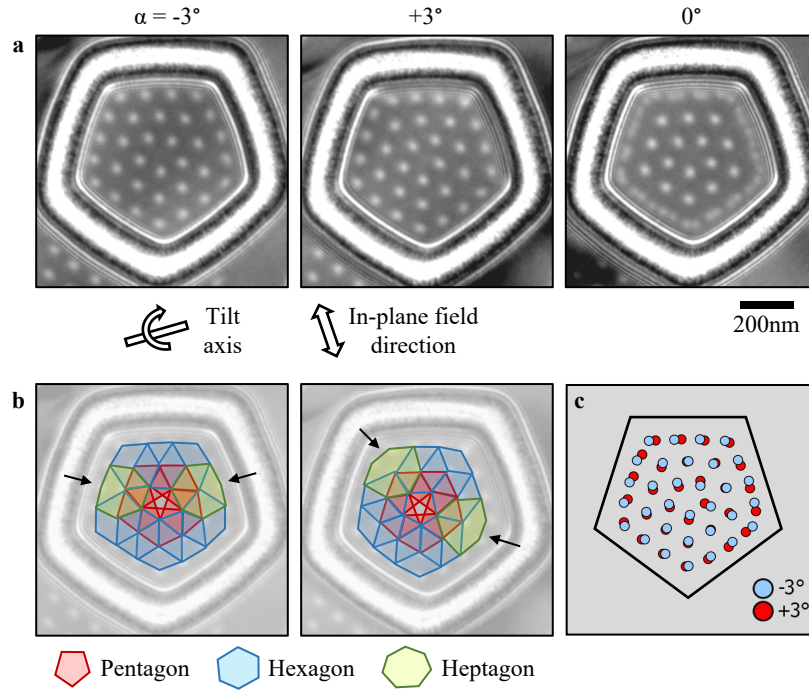 α = -3°
+3°
0°
a
Tilt
axis
In-plane field
direction
200nm
b
c
-3°
+3°
Pentagon
Hexagon
Heptagon